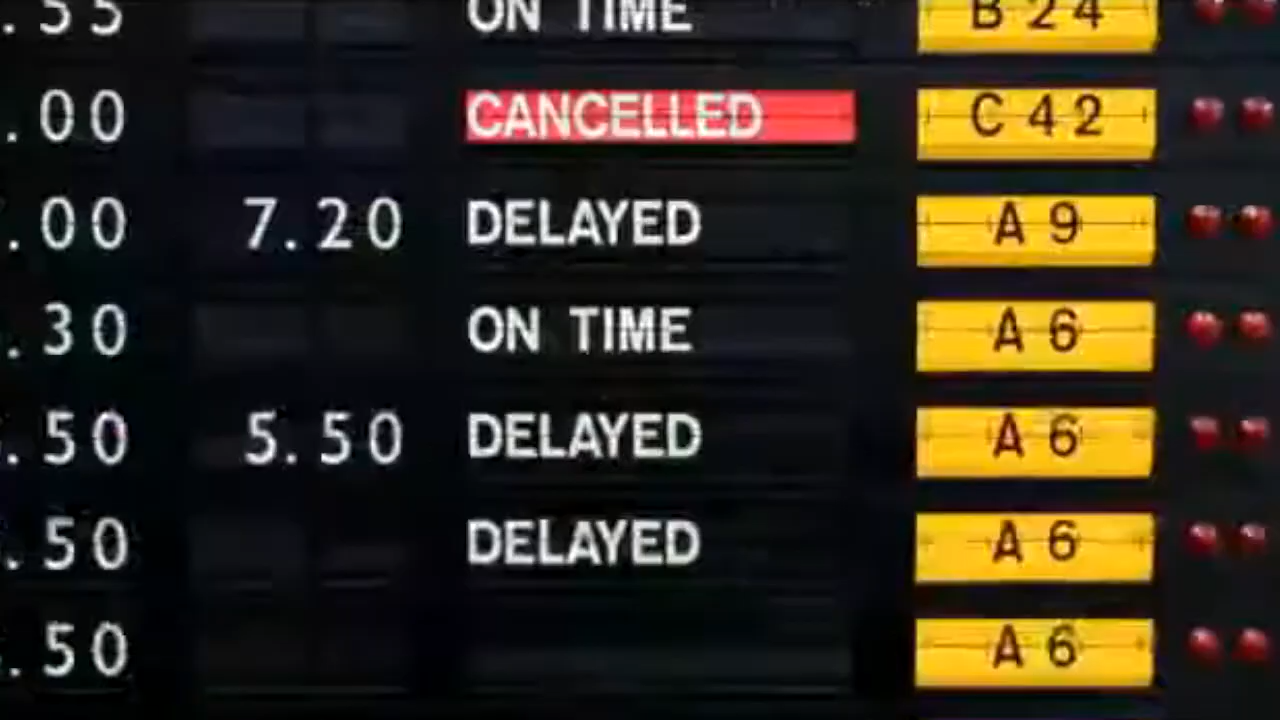 .55 ON TIME B 24
.00 CANCELLED C 42
.00 7.20 DELAYED A 9
.30 ON TIME A 6
.50 5.50 DELAYED A 6
.50 DELAYED A 6
.50 A 6